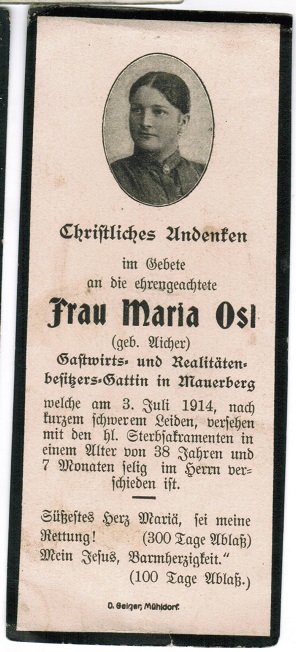 Christliches Andenken
im Gebete
an die ehrengeachtete
Frau Maria Osl
(geb. Aicher)
Gastwirts- und Realitäten-
besitzers-Gattin in Mauerberg
welche am 3. Juli 1914, nach
kurzem schwerem Leiden, versehen
mit den hl. Sterbsakramenten in
einem Alter von 38 Jahren und
7 Monaten selig im Herrn ver-
schieden ist.
Süßestes Herz Mariä, sei meine
Rettung! (300 Tage Ablaß)
Mein Jesus, Barmherzigkeit."
(100 Tage Ablaß.)
D. Geiger, Mühldorf.